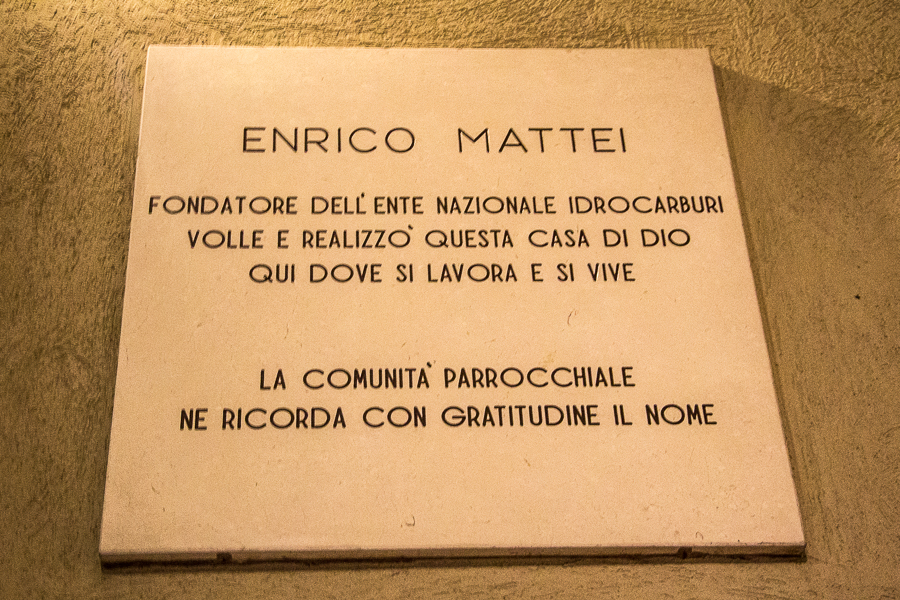 ENRICO MATTEI
FONDATORE DELL'ENTE NAZIONALE IDROCARBURI
VOLLE E REALIZZO' QUESTA CASA DI DIO
QUI DOVE SI LAVORA E SI VIVE
LA COMUNITA' PARROCCHIALE
NE RICORDA CON GRATITUDINE IL NOME